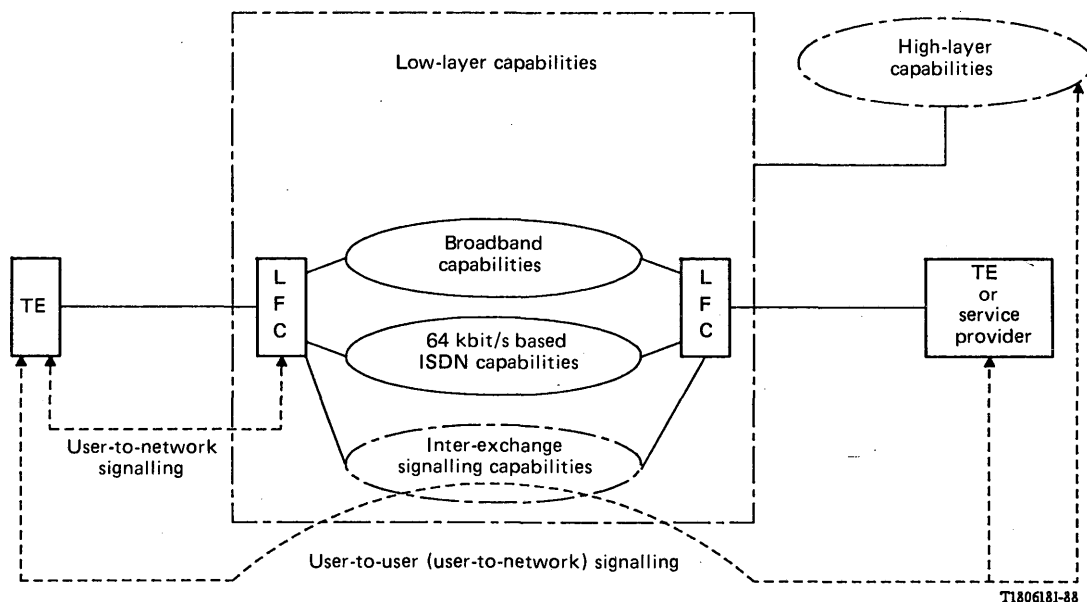 Low-layer capabilities
High-layer
capabilities
Broadband
capabilities
TE
L
F
C
64 kbit/s based
ISDN capabilities
L
F
C
TE
or
service
provider
User-to-network
signalling
Inter-exchange
signalling capabilities
User-to-user (user-to-network) signalling
T1806181-88